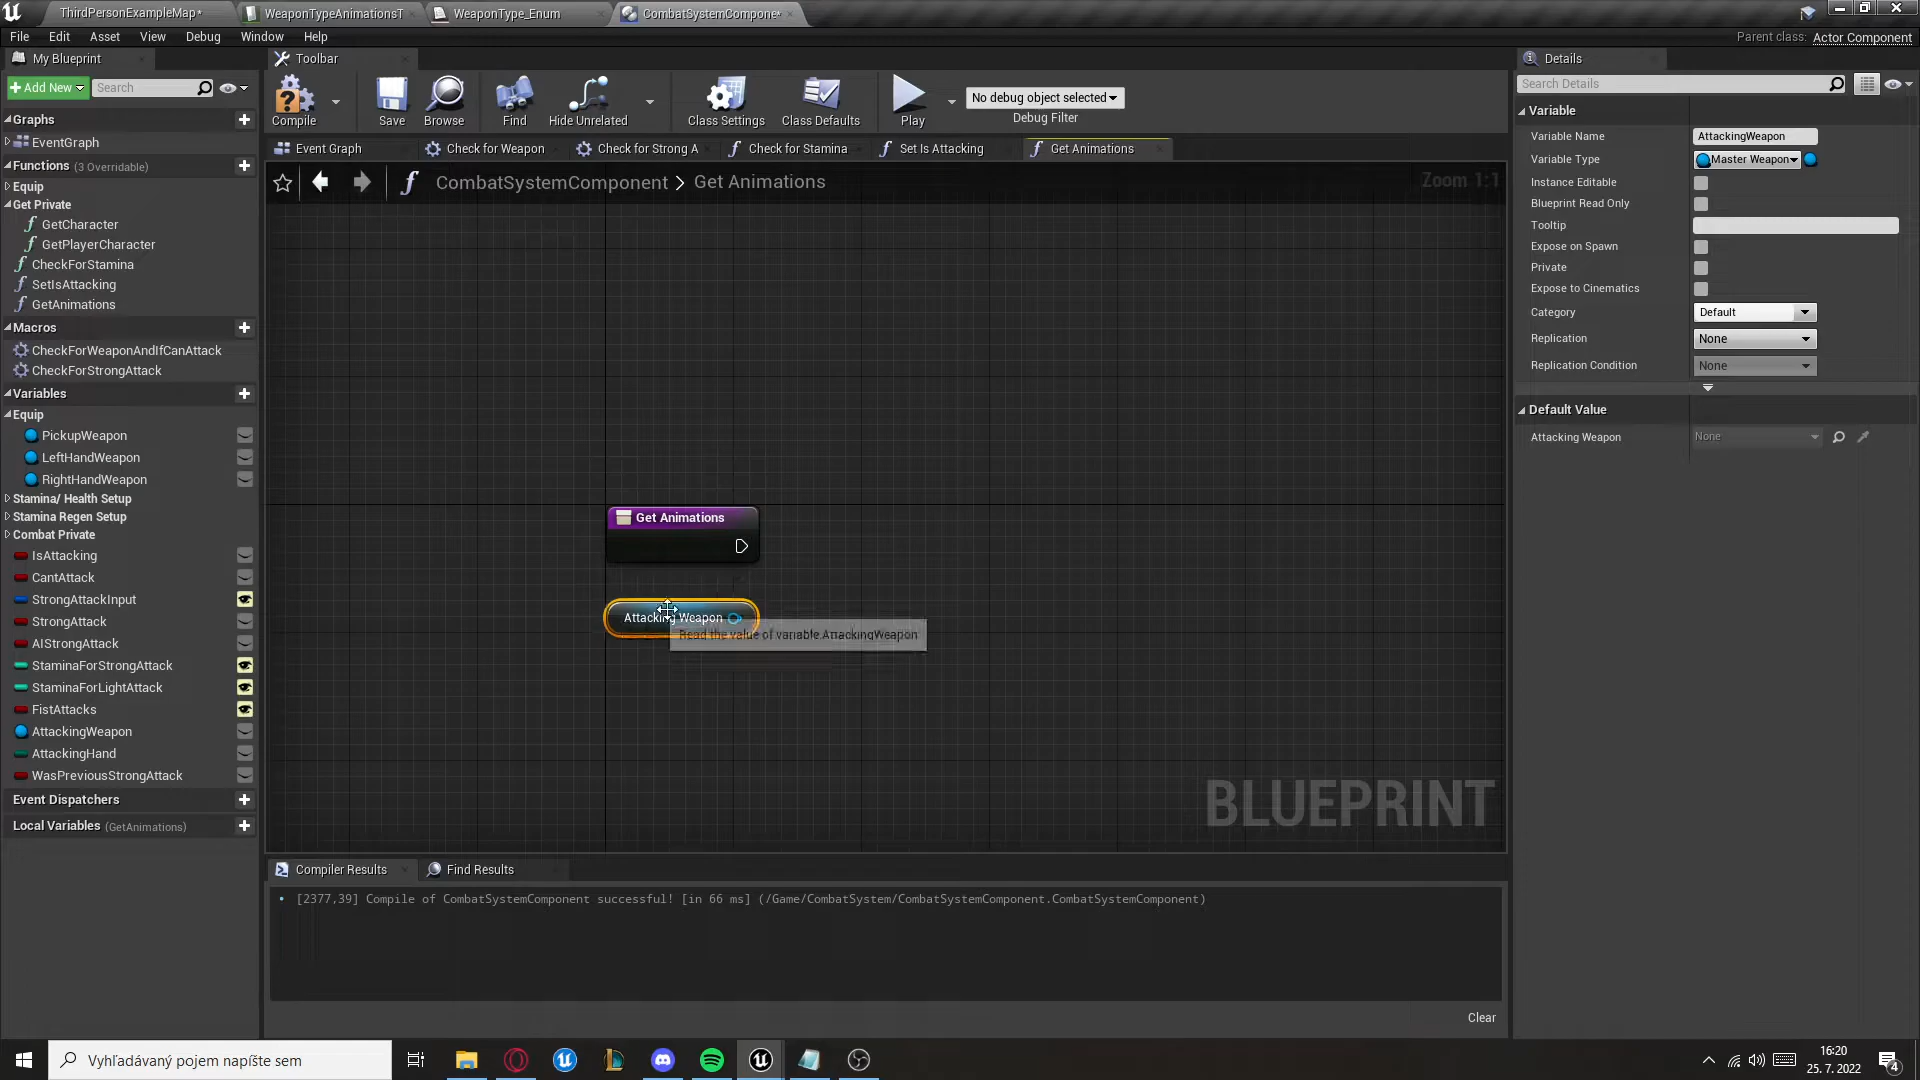 ThirdPersonExampleMap*
WeaponTypeAnimationsT
WeaponType_Enum
CombatSystemCompone*
File
Edit
Asset
View
Debug
Window
Help
Parent class:
Actor Component
My Blueprint
Toolbar
Details
Add New
Search
Compile
Save
Browse
Find
Hide Unrelated
Class Settings
Class Defaults
Play
No debug object selected
Debug Filter
Search Details
Graphs
EventGraph
Functions (3 Overridable)
Equip
Get Private
GetCharacter
GetPlayerCharacter
CheckForStamina
SetIsAttacking
GetAnimations
Macros
CheckForWeaponAndIfCanAttack
CheckForStrongAttack
Variables
Equip
PickupWeapon
LeftHandWeapon
RightHandWeapon
Stamina/ Health Setup
Stamina Regen Setup
Combat Private
IsAttacking
CantAttack
StrongAttackInput
StrongAttack
AIStrongAttack
StaminaForStrongAttack
StaminaForLightAttack
FistAttacks
AttackingWeapon
AttackingHand
WasPreviousStrongAttack
Event Dispatchers
Local Variables (GetAnimations)
Event Graph
Check for Weapon
Check for Strong A
Check for Stamina
Set Is Attacking
Get Animations
CombatSystemComponent > Get Animations
Zoom 1:1
Get Animations
Attacking Weapon
Read the value of variable AttackingWeapon
BLUEPRINT
Variable
Variable Name
AttackingWeapon
Variable Type
Master Weapon
Instance Editable
Blueprint Read Only
Tooltip
Expose on Spawn
Private
Expose to Cinematics
Category
Default
Replication
None
Replication Condition
None
Default Value
Attacking Weapon
None
Compiler Results
Find Results
[2377,39] Compile of CombatSystemComponent successful! [in 66 ms] (/Game/CombatSystem/CombatSystemComponent.CombatSystemComponent)
Clear
Vyhľadávaný pojem napíšte sem
16:20
25. 7. 2022
4